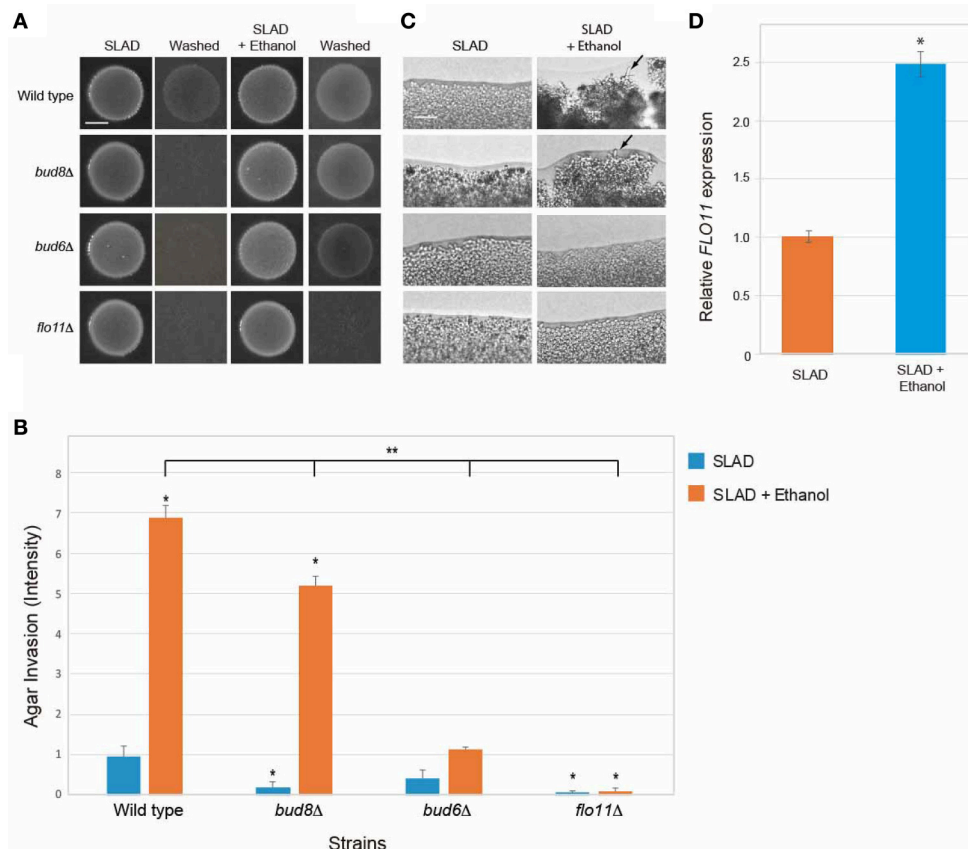 A
SLAD
Washed
SLAD
+ Ethanol
Washed
Wild type
bud8Δ
bud6Δ
flo11Δ
C
SLAD
SLAD
+ Ethanol
D
Relative FLO11 expression
2.5
2.0
1.5
1.0
0.5
0
*
SLAD
SLAD +
Ethanol
B
Agar Invasion (Intensity)
8
7
6
5
4
3
2
1
0
**
*
*
*
*
*
Wild type
bud8Δ
bud6Δ
flo11Δ
Strains
SLAD
SLAD + Ethanol